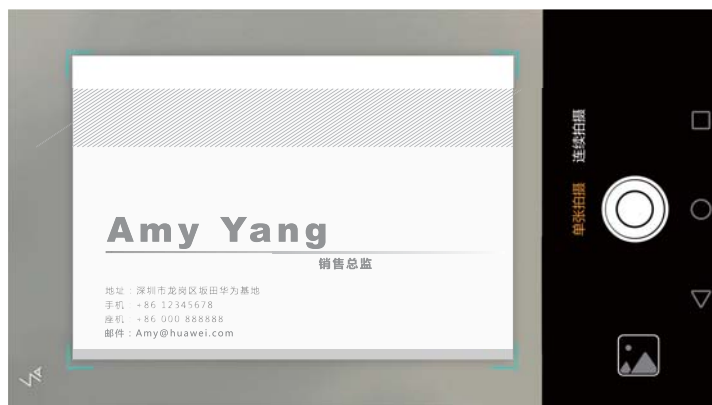 Amy Yang
销售总监
地址：深圳市龙岗区坂田华为基地
手机 +86 12345678
座机 +86 000 888888
邮件：Amy@huawei.com
连续拍摄
单张拍摄